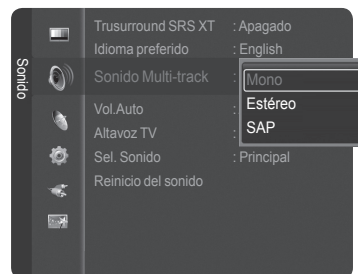 Sonido
Trusurround SRS XT : Apagado
Idioma preferido : English
Sonido Multi-track :
Mono
Estéreo
SAP
Vol.Auto :
Altavoz TV :
Sel. Sonido : Principal
Reinicio del sonido